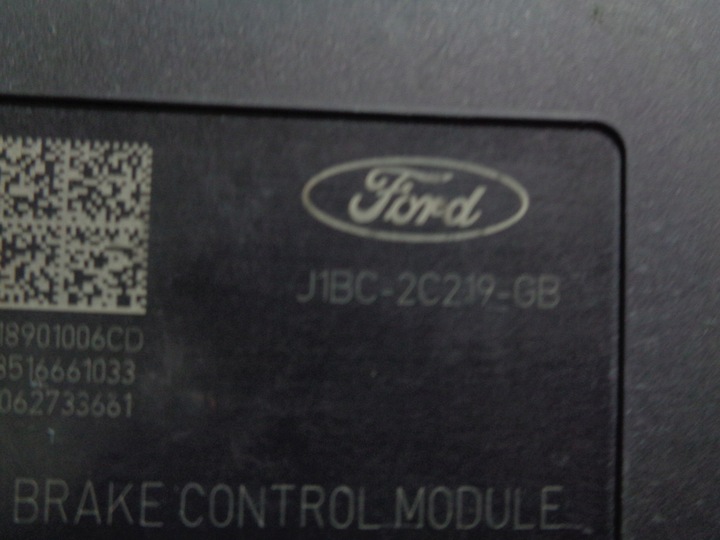 Ford
J1BC-2C219-GB
18901006CD
8516661033
062733661
BRAKE CONTROL MODULE